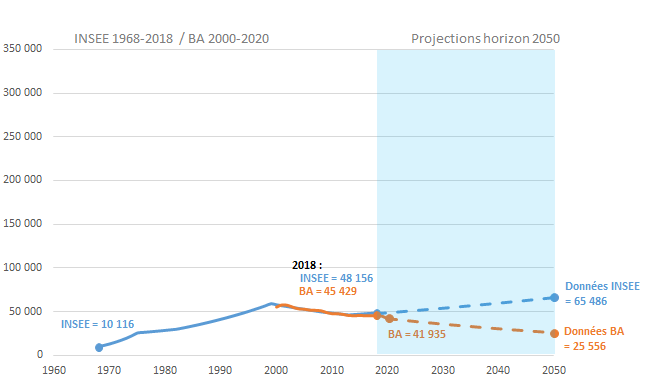 INSEE 1968-2018 / BA 2000-2020
Projections horizon 2050
350 000
300 000
250 000
200 000
150 000
100 000
50 000
0
2018 :
INSEE = 48 156
BA = 45 429
INSEE = 10 116
BA = 41 935
Données INSEE
= 65 486
Données BA
= 25 556
1960 1970 1980 1990 2000 2010 2020 2030 2040 2050